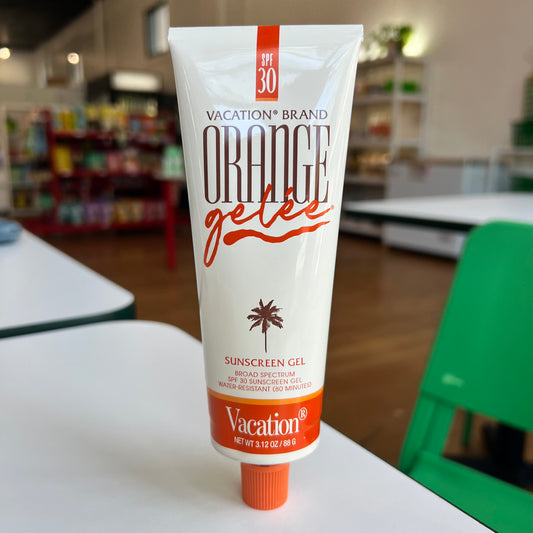 SPF
30
VACATION® BRAND
ORANGE
gelée
SUNSCREEN GEL
BROAD SPECTRUM
SPF 30 SUNSCREEN GEL
WATER-RESISTANT (80 MINUTES)
Vacation®
NET WT 3.12 OZ / 88 G